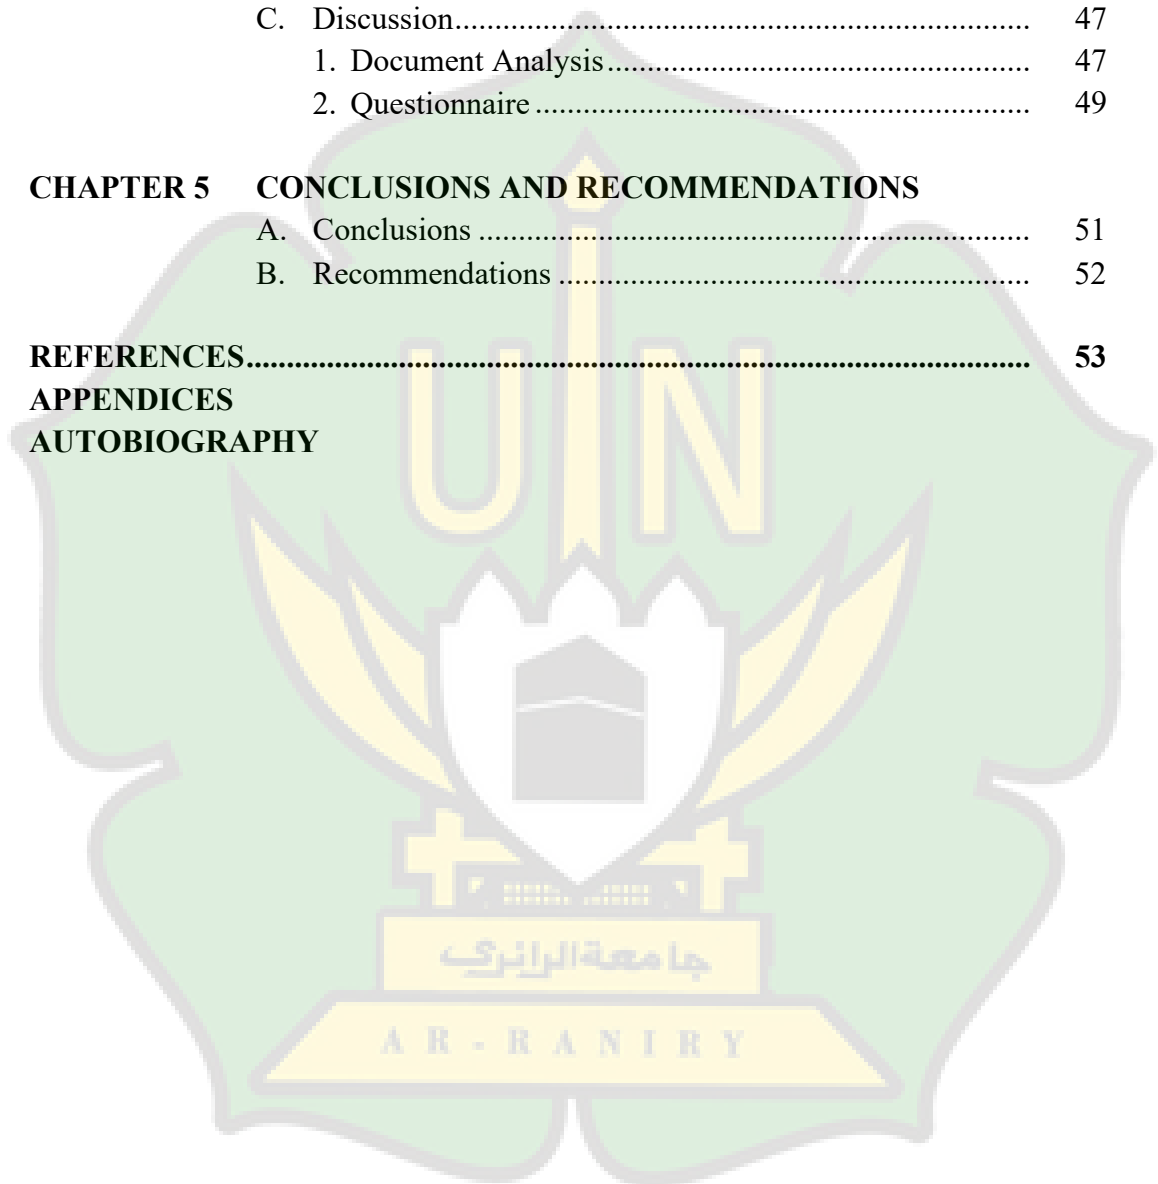 C. Discussion.......................................................................... 47
1. Document Analysis..................................................... 47
2. Questionnaire .............................................................. 49
CHAPTER 5 CONCLUSIONS AND RECOMMENDATIONS
A. Conclusions ..................................................................... 51
B. Recommendations ........................................................... 52
REFERENCES.................................................................................................. 53
APPENDICES
AUTOBIOGRAPHY
UIN
جامعة الرانري
AR-RANIRY